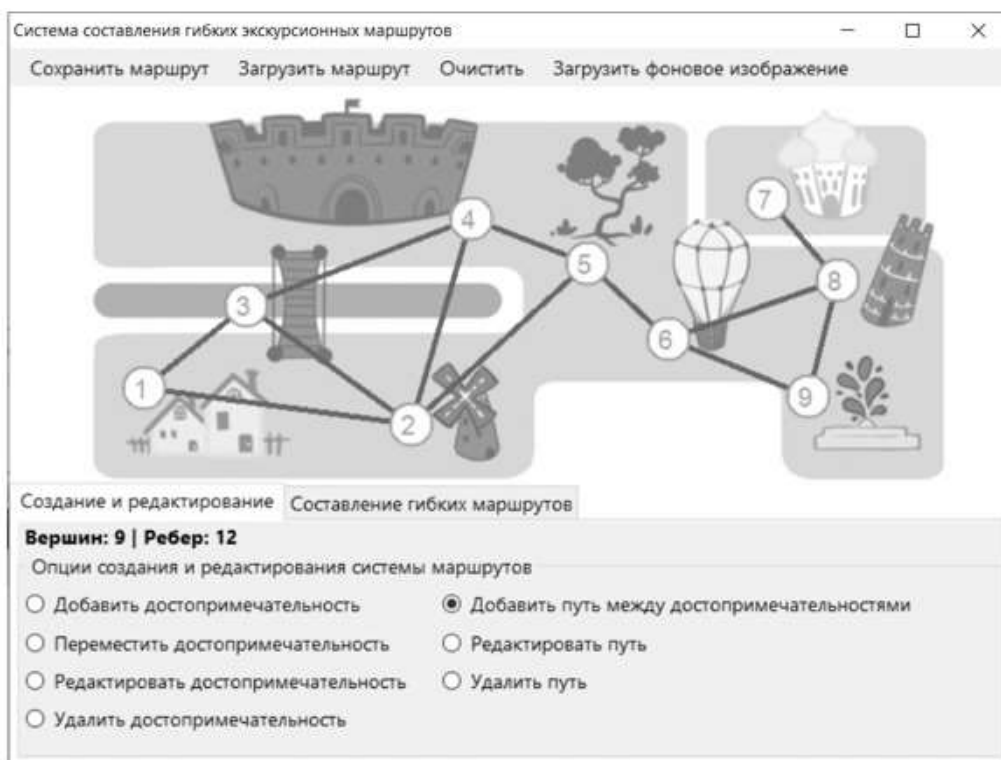 Система составления гибких экскурсионных маршрутов
Сохранить маршрут Загрузить маршрут Очистить Загрузить фоновое изображение
7
4
5
8
3
6
1
9
2
Создание и редактирование Составление гибких маршрутов
Вершин: 9 | Ребер: 12
Опции создания и редактирования системы маршрутов
Добавить достопримечательность Добавить путь между достопримечательностями
Переместить достопримечательность Редактировать путь
Редактировать достопримечательность Удалить путь
Удалить достопримечательность